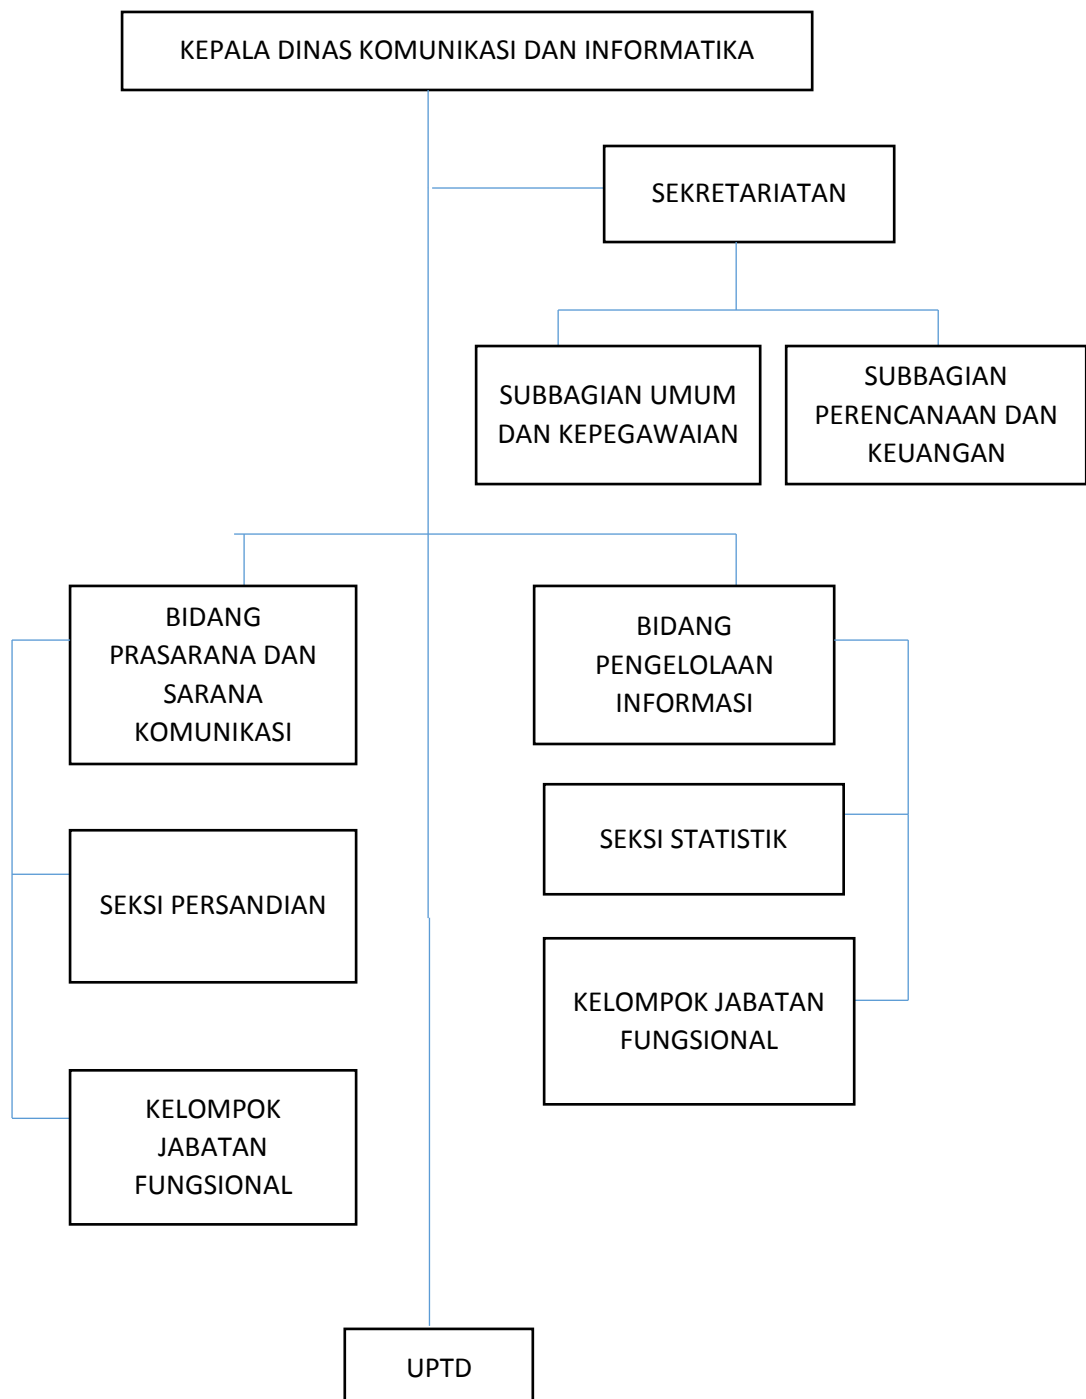 KEPALA DINAS KOMUNIKASI DAN INFORMATIKA
SEKRETARIATAN
SUBBAGIAN UMUM
DAN KEPEGAWAIAN
SUBBAGIAN
PERENCANAAN DAN
KEUANGAN
BIDANG
PRASARANA DAN
SARANA
KOMUNIKASI
BIDANG
PENGELOLAAN
INFORMASI
SEKSI PERSANDIAN
SEKSI STATISTIK
KELOMPOK
JABATAN
FUNGSIONAL
KELOMPOK JABATAN
FUNGSIONAL
UPTD